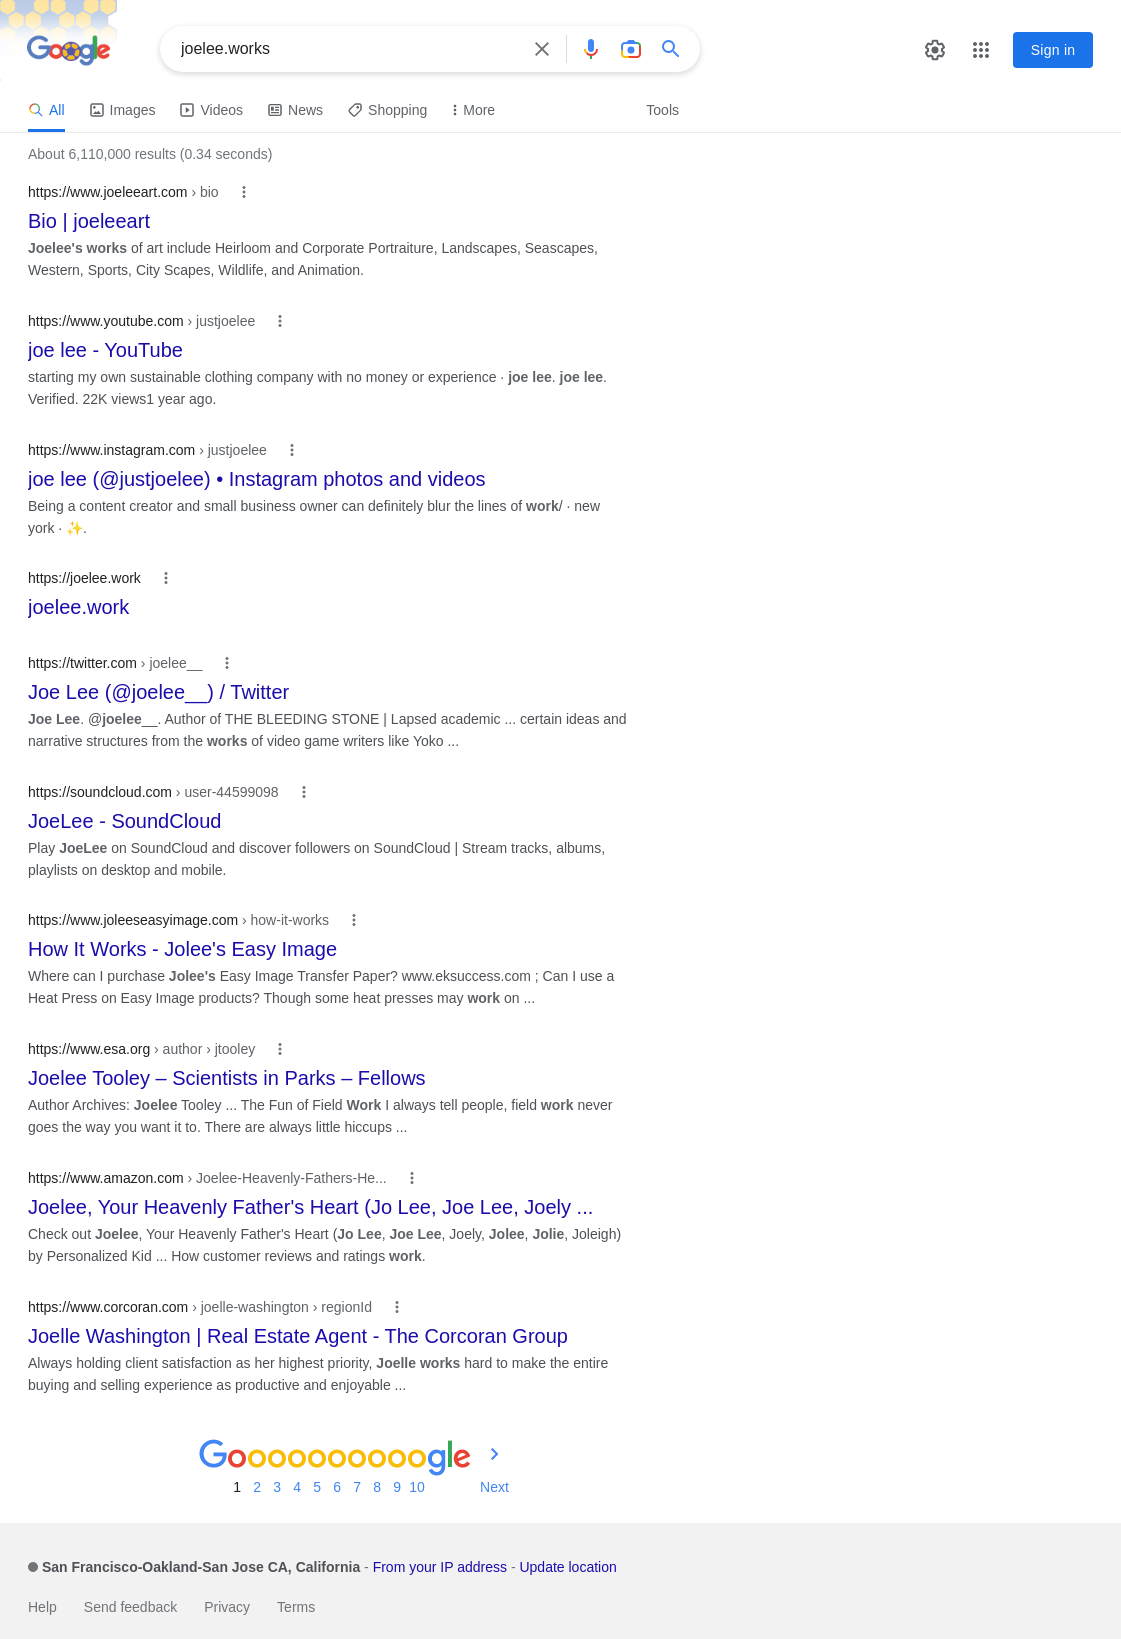 Google
joelee.works
Sign in
All
Images
Videos
News
Shopping
More
Tools
About 6,110,000 results (0.34 seconds)
https://www.joeleeart.com › bio
Bio | joeleeart
Joelee's works of art include Heirloom and Corporate Portraiture, Landscapes, Seascapes,
Western, Sports, City Scapes, Wildlife, and Animation.
https://www.youtube.com › justjoelee
joe lee - YouTube
starting my own sustainable clothing company with no money or experience · joe lee. joe lee.
Verified. 22K views1 year ago.
https://www.instagram.com › justjoelee
joe lee (@justjoelee) • Instagram photos and videos
Being a content creator and small business owner can definitely blur the lines of work/ · new
york · ✨.
https://joelee.work
joelee.work
https://twitter.com › joelee__
Joe Lee (@joelee__) / Twitter
Joe Lee. @joelee__. Author of THE BLEEDING STONE | Lapsed academic ... certain ideas and
narrative structures from the works of video game writers like Yoko ...
https://soundcloud.com › user-44599098
JoeLee - SoundCloud
Play JoeLee on SoundCloud and discover followers on SoundCloud | Stream tracks, albums,
playlists on desktop and mobile.
https://www.joleeseasyimage.com › how-it-works
How It Works - Jolee's Easy Image
Where can I purchase Jolee's Easy Image Transfer Paper? www.eksuccess.com ; Can I use a
Heat Press on Easy Image products? Though some heat presses may work on ...
https://www.esa.org › author › jtooley
Joelee Tooley – Scientists in Parks – Fellows
Author Archives: Joelee Tooley ... The Fun of Field Work I always tell people, field work never
goes the way you want it to. There are always little hiccups ...
https://www.amazon.com › Joelee-Heavenly-Fathers-He...
Joelee, Your Heavenly Father's Heart (Jo Lee, Joe Lee, Joely ...
Check out Joelee, Your Heavenly Father's Heart (Jo Lee, Joe Lee, Joely, Jolee, Jolie, Joleigh)
by Personalized Kid ... How customer reviews and ratings work.
https://www.corcoran.com › joelle-washington › regionId
Joelle Washington | Real Estate Agent - The Corcoran Group
Always holding client satisfaction as her highest priority, Joelle works hard to make the entire
buying and selling experience as productive and enjoyable ...
Goooooooooogle
1 2 3 4 5 6 7 8 9 10 Next
San Francisco-Oakland-San Jose CA, California - From your IP address - Update location
Help Send feedback Privacy Terms